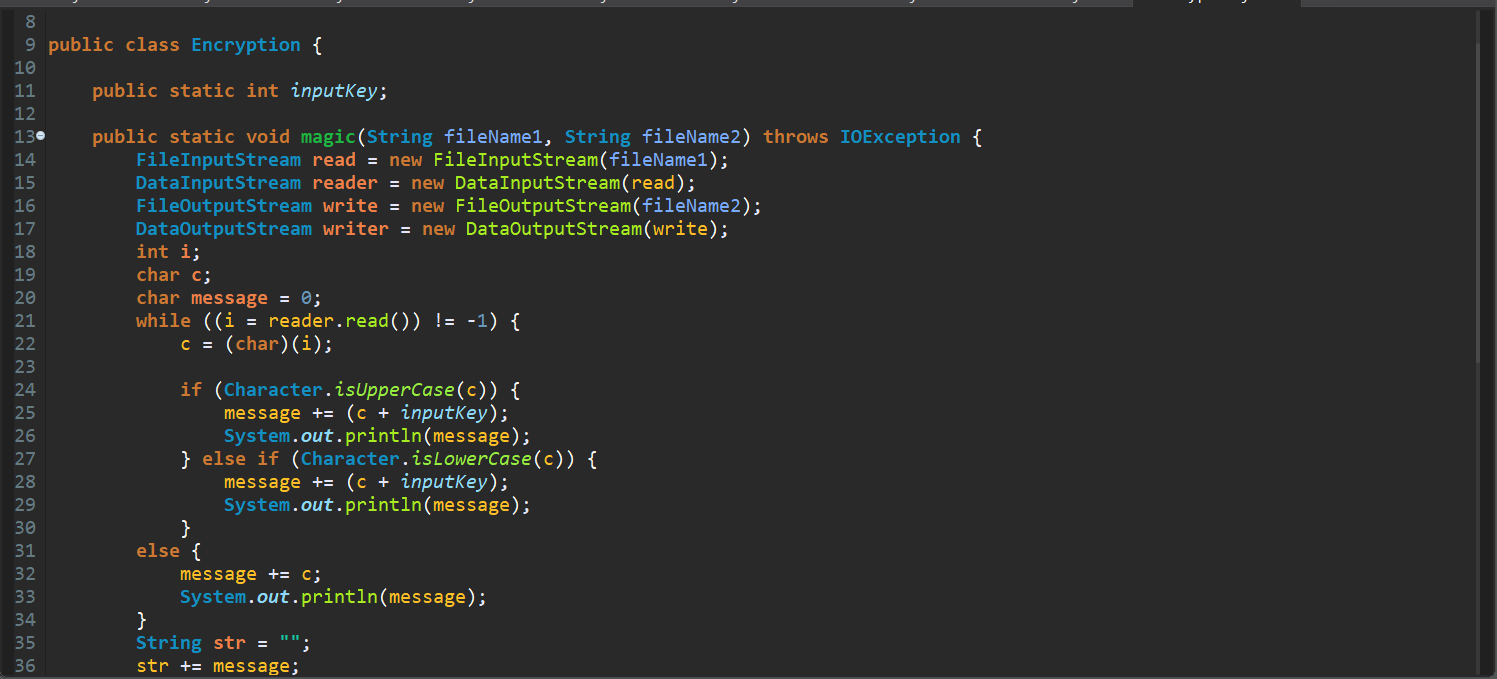 8
9 public class Encryption {
10
11     public static int inputKey;
12
13     public static void magic(String fileName1, String fileName2) throws IOException {
14         FileInputStream read = new FileInputStream(fileName1);
15         DataInputStream reader = new DataInputStream(read);
16         FileOutputStream write = new FileOutputStream(fileName2);
17         DataOutputStream writer = new DataOutputStream(write);
18         int i;
19         char c;
20         char message = 0;
21         while ((i = reader.read()) != -1) {
22             c = (char)(i);
23
24             if (Character.isUpperCase(c)) {
25                 message += (c + inputKey);
26                 System.out.println(message);
27             } else if (Character.isLowerCase(c)) {
28                 message += (c + inputKey);
29                 System.out.println(message);
30             }
31         else {
32             message += c;
33             System.out.println(message);
34         }
35         String str = "";
36         str += message;